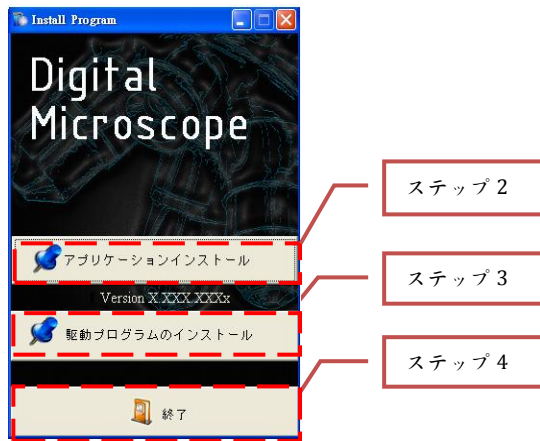 Install Program
Digital
Microscope
アプリケーションインストール
Version X.XXX.XXXx
駆動プログラムのインストール
終了
ステップ2
ステップ3
ステップ4